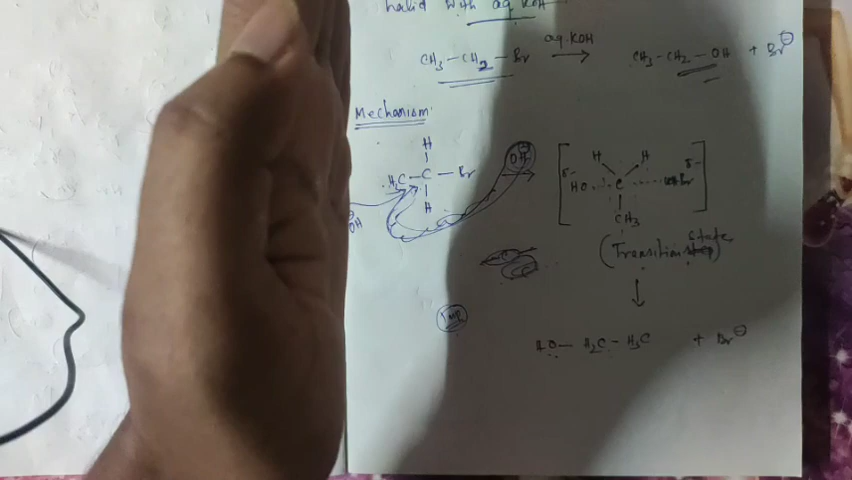 halid with aq KOH
CH3-CH2-Br aq.KOH → CH3-CH2-OH + Br⊖
Mechanism:
H
H3C-C-Br
H
OH⊖
⊖OH
H H
δ- HO...C...Br δ-
CH3
(Transition State)
Imp
HO-H2C-H3C + Br⊖